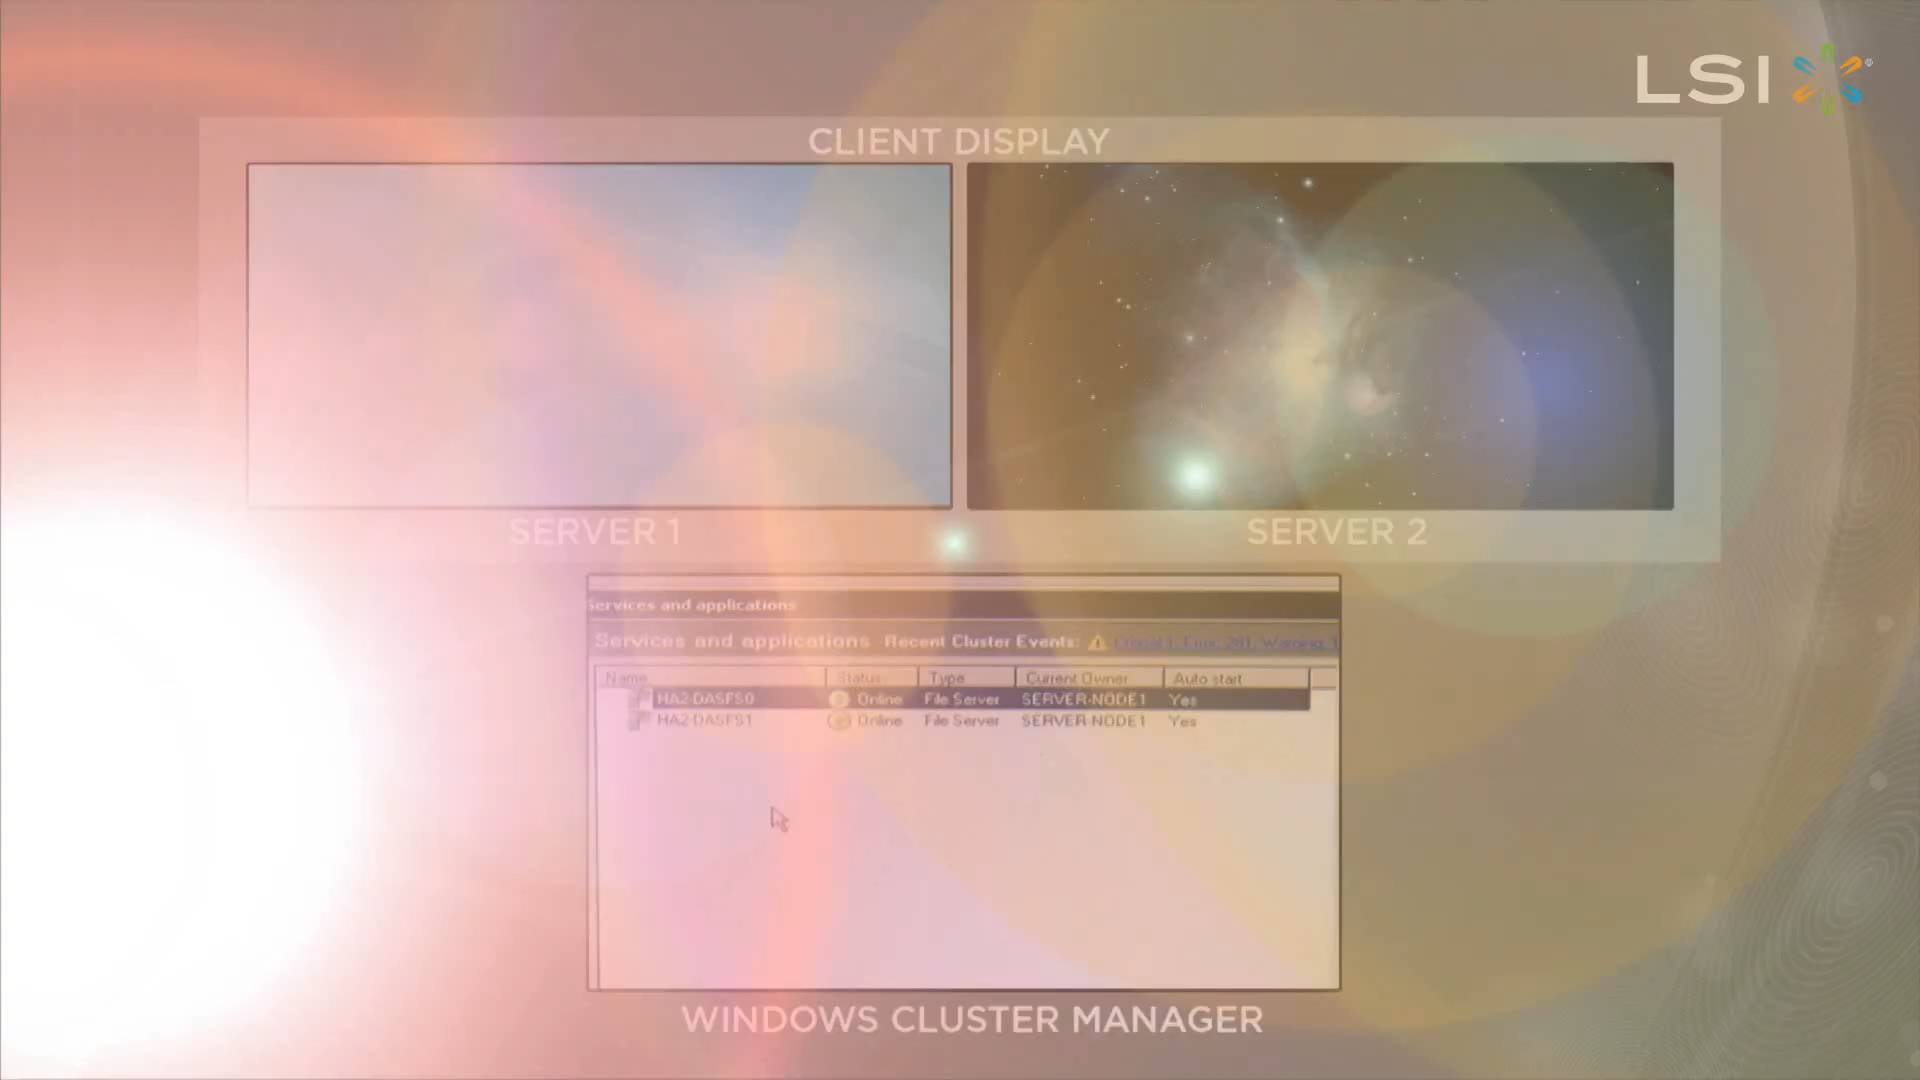 LSI
CLIENT DISPLAY
SERVER 1 SERVER 2
Services and applications
Services and applications Recent Cluster Events:
Name Status Type Current Owner Auto start
HA2-DASFS0 Online File Server SERVER-NODE1 Yes
HA2-DASFS1 Online File Server SERVER-NODE1 Yes
WINDOWS CLUSTER MANAGER